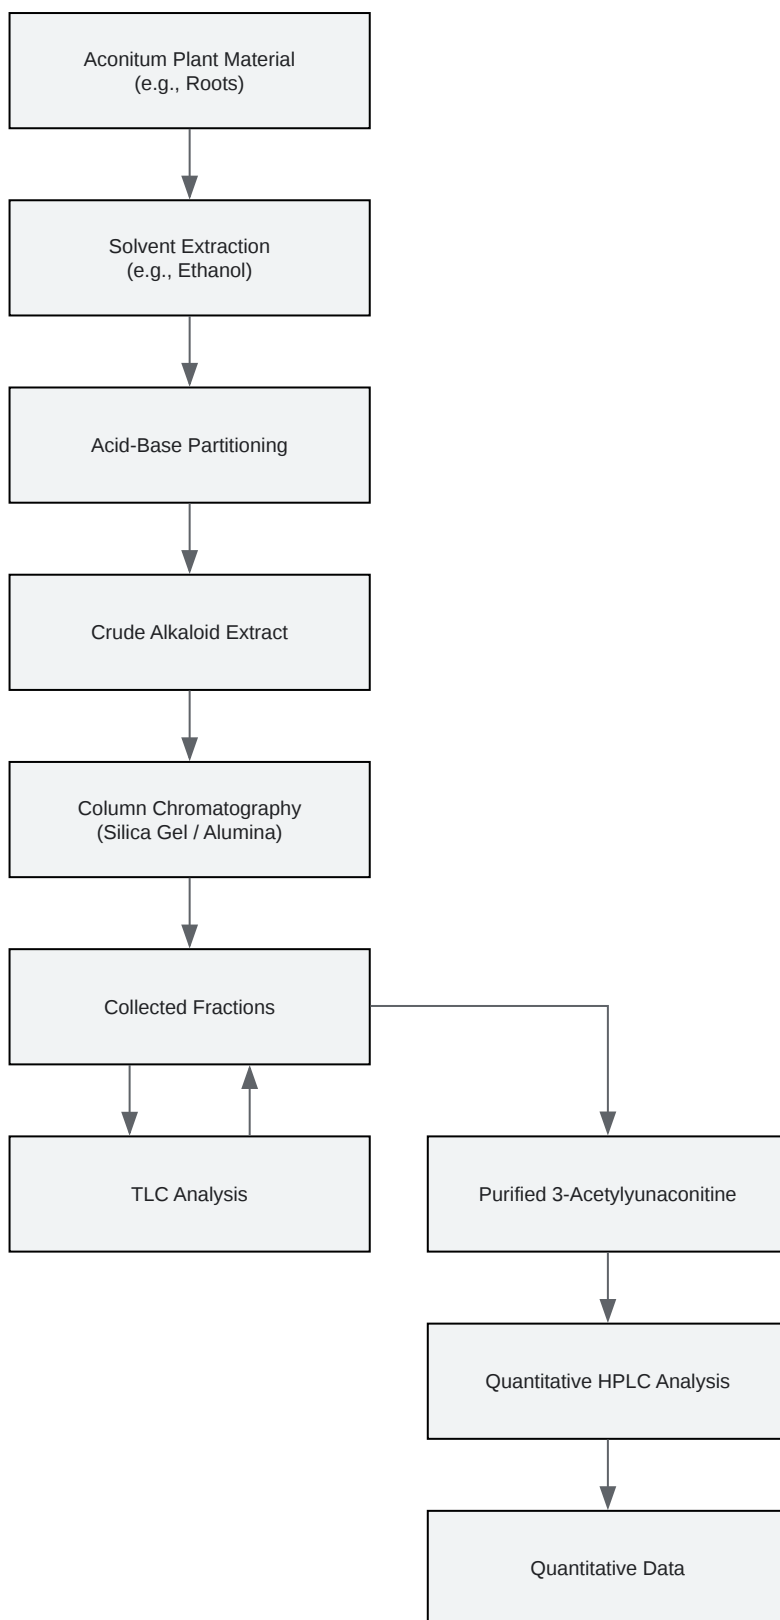 Aconitum Plant Material
(e.g., Roots)
Solvent Extraction
(e.g., Ethanol)
Acid-Base Partitioning
Crude Alkaloid Extract
Column Chromatography
(Silica Gel / Alumina)
Collected Fractions
TLC Analysis
Purified 3-Acetylyunaconitine
Quantitative HPLC Analysis
Quantitative Data